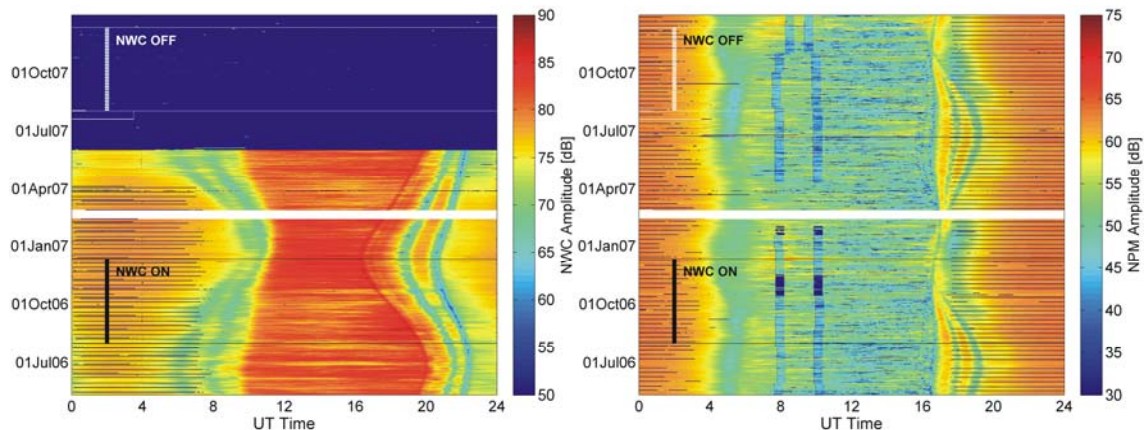 NWC OFF
01Oct07
01Jul07
01Apr07
01Jan07
NWC ON
01Oct06
01Jul06
0 4 8 12 16 20 24
UT Time
90
85
80
75
70
65
60
55
50
NWC Amplitude [dB]
NWC OFF
01Oct07
01Jul07
01Apr07
01Jan07
NWC ON
01Oct06
01Jul06
0 4 8 12 16 20 24
UT Time
75
70
65
60
55
50
45
40
35
30
NPM Amplitude [dB]